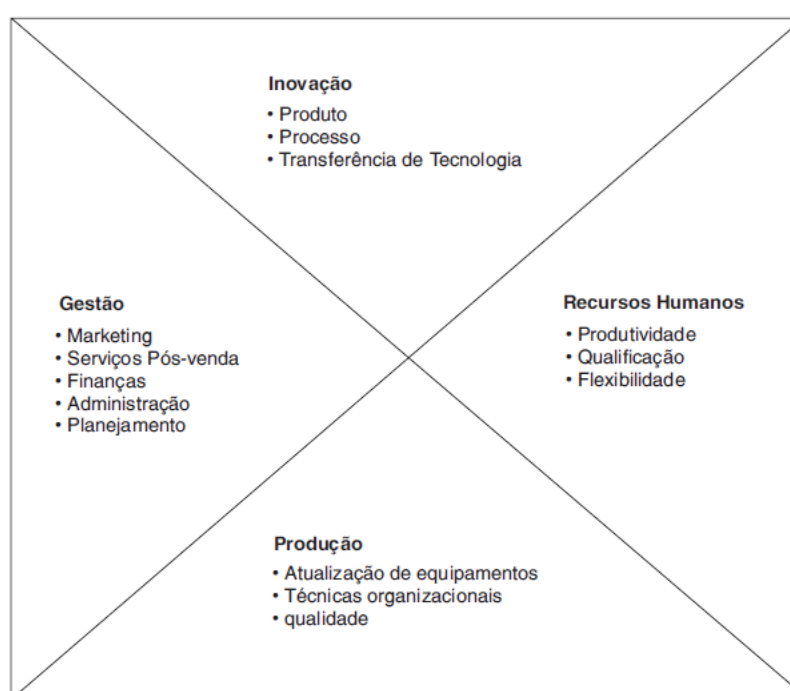 Inovação
• Produto
• Processo
• Transferência de Tecnologia
Gestão
• Marketing
• Serviços Pós-venda
• Finanças
• Administração
• Planejamento
Recursos Humanos
• Produtividade
• Qualificação
• Flexibilidade
Produção
• Atualização de equipamentos
• Técnicas organizacionais
• qualidade